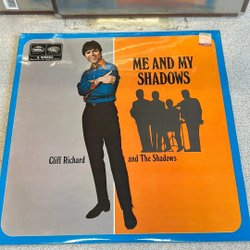 ME AND MY
SHADOWS
Cliff Richard
and The Shadows